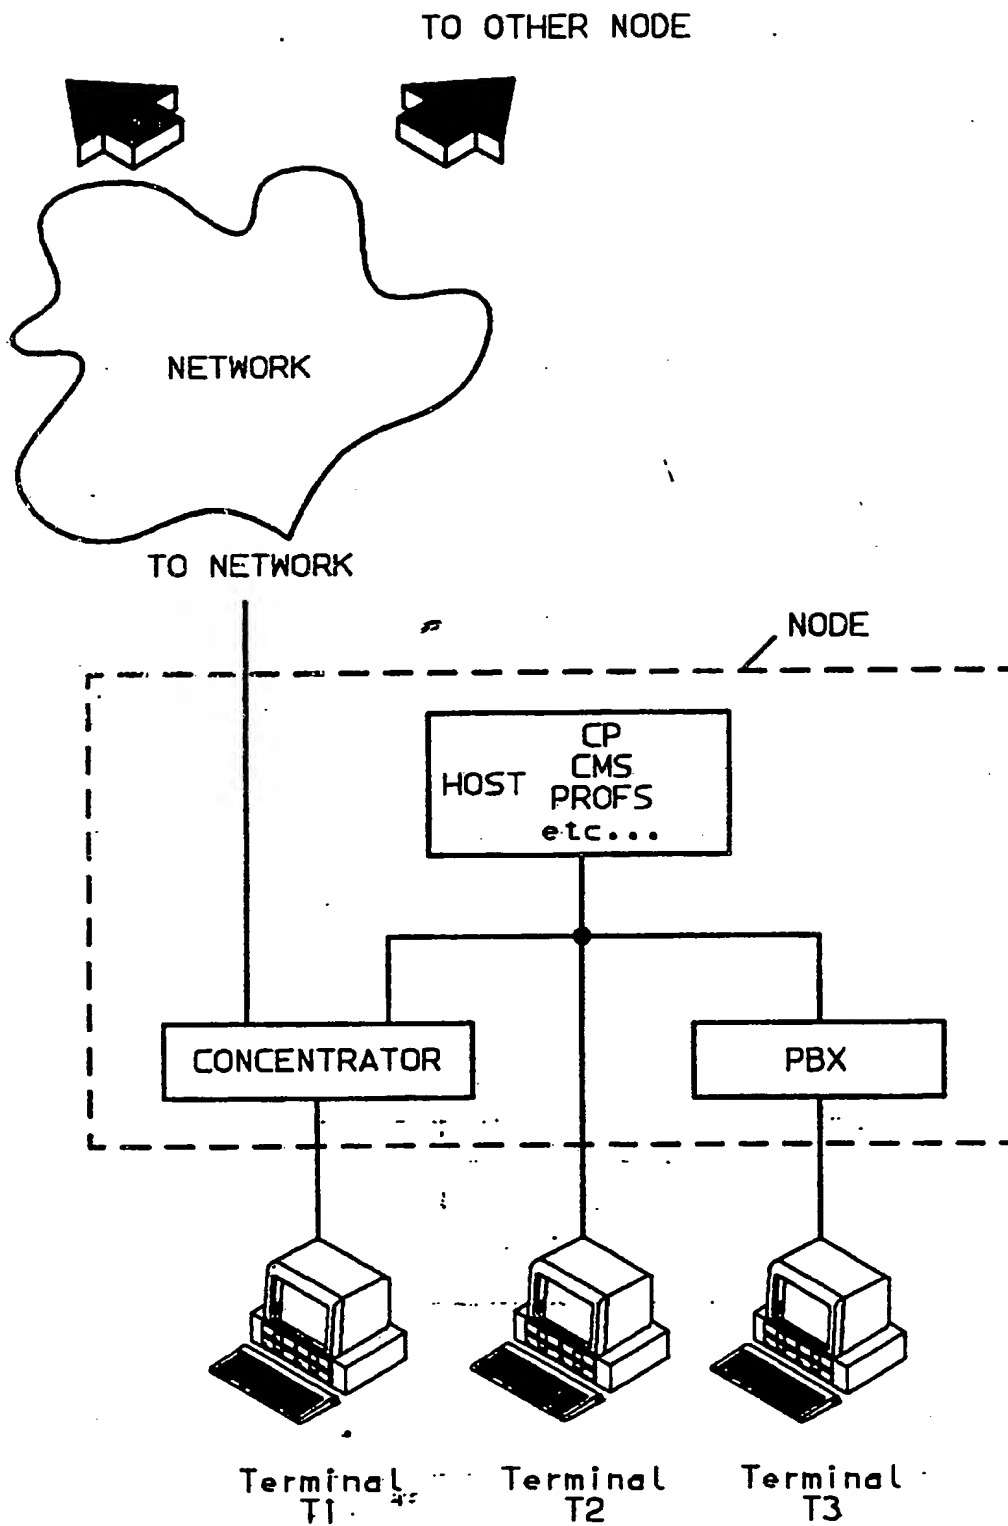 TO OTHER NODE
NETWORK
TO NETWORK
NODE
HOST
CP
CMS
PROFS
etc...
CONCENTRATOR
PBX
Terminal
T1
Terminal
T2
Terminal
T3